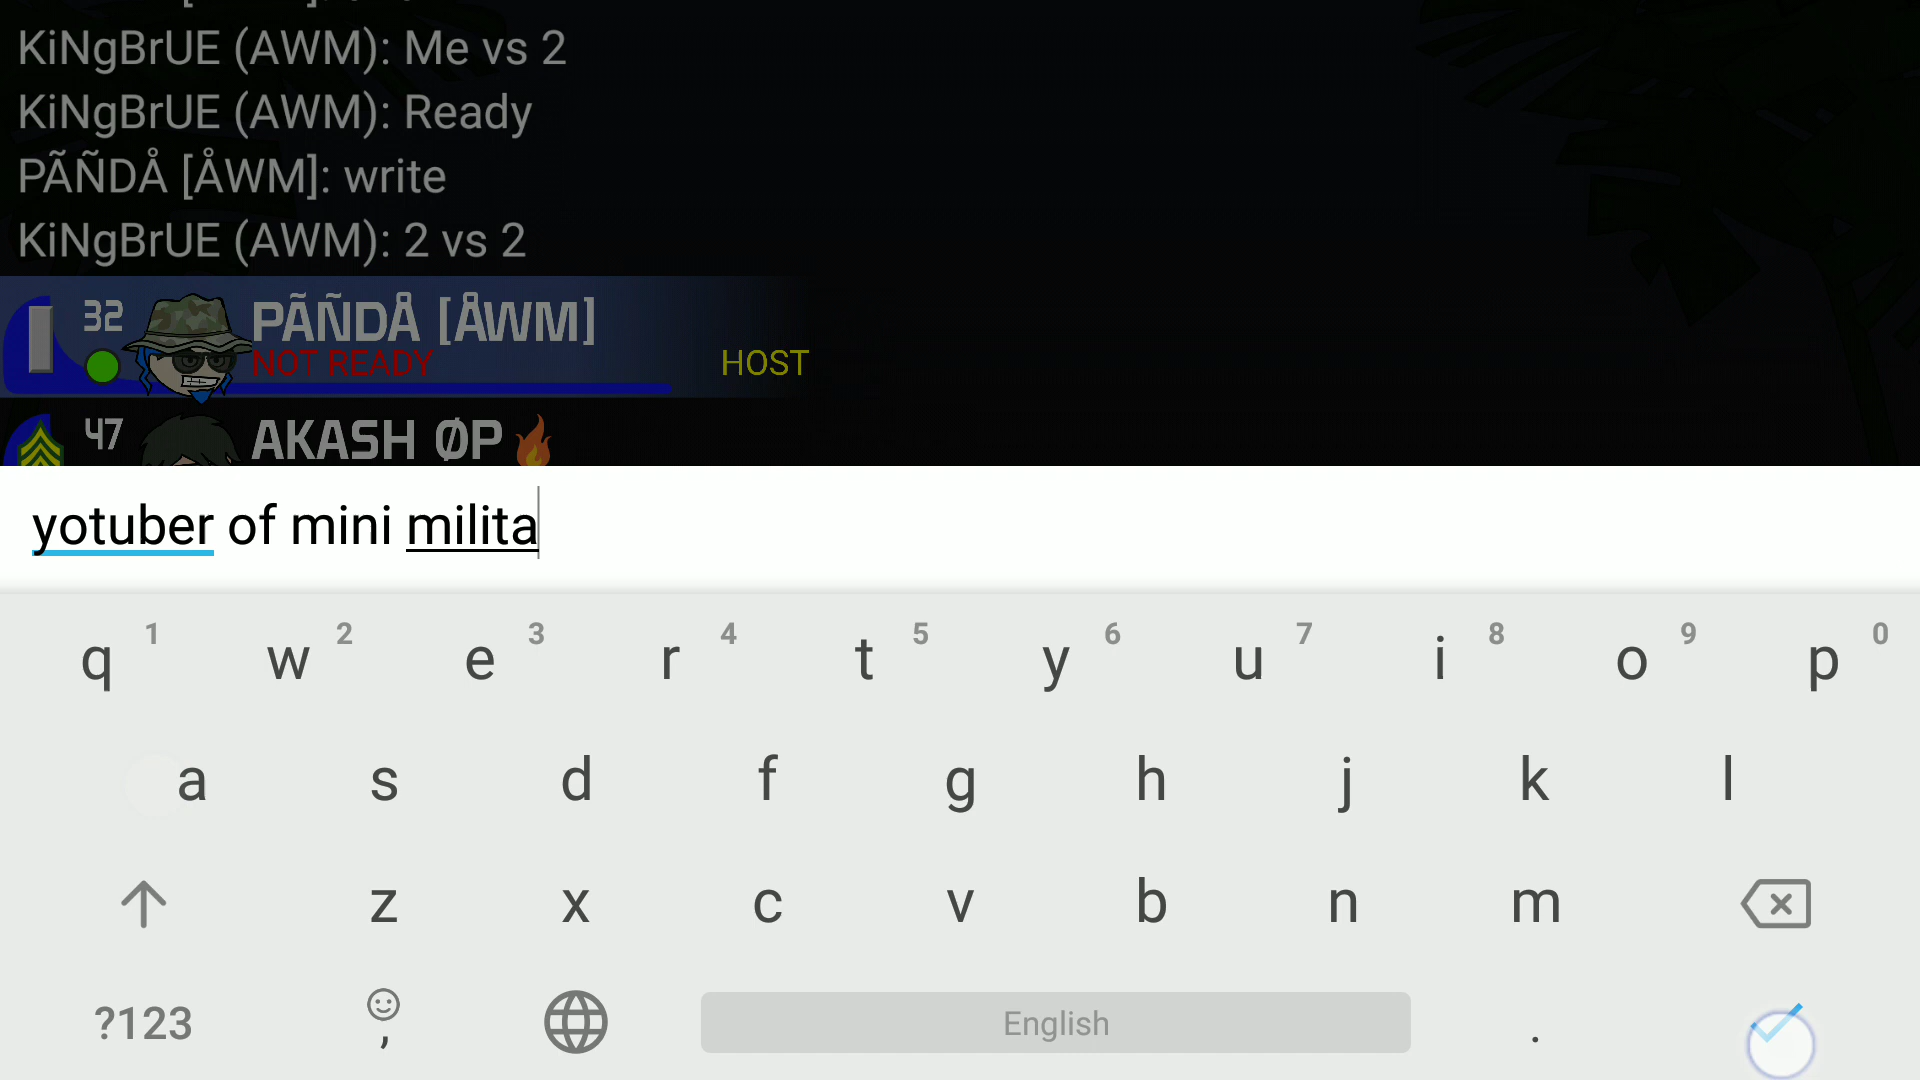 KiNgBrUE (AWM): Me vs 2
KiNgBrUE (AWM): Ready
PÃÑDÅ [ÅWM]: write
KiNgBrUE (AWM): 2 vs 2
32 PÃÑDÅ [ÅWM]
NOT READY HOST
47 AKASH ØP🔥
yotuber of mini milita
q 1 w 2 e 3 r 4 t 5 y 6 u 7 i 8 o 9 p 0
a s d f g h j k l
z x c v b n m
?123 , English .